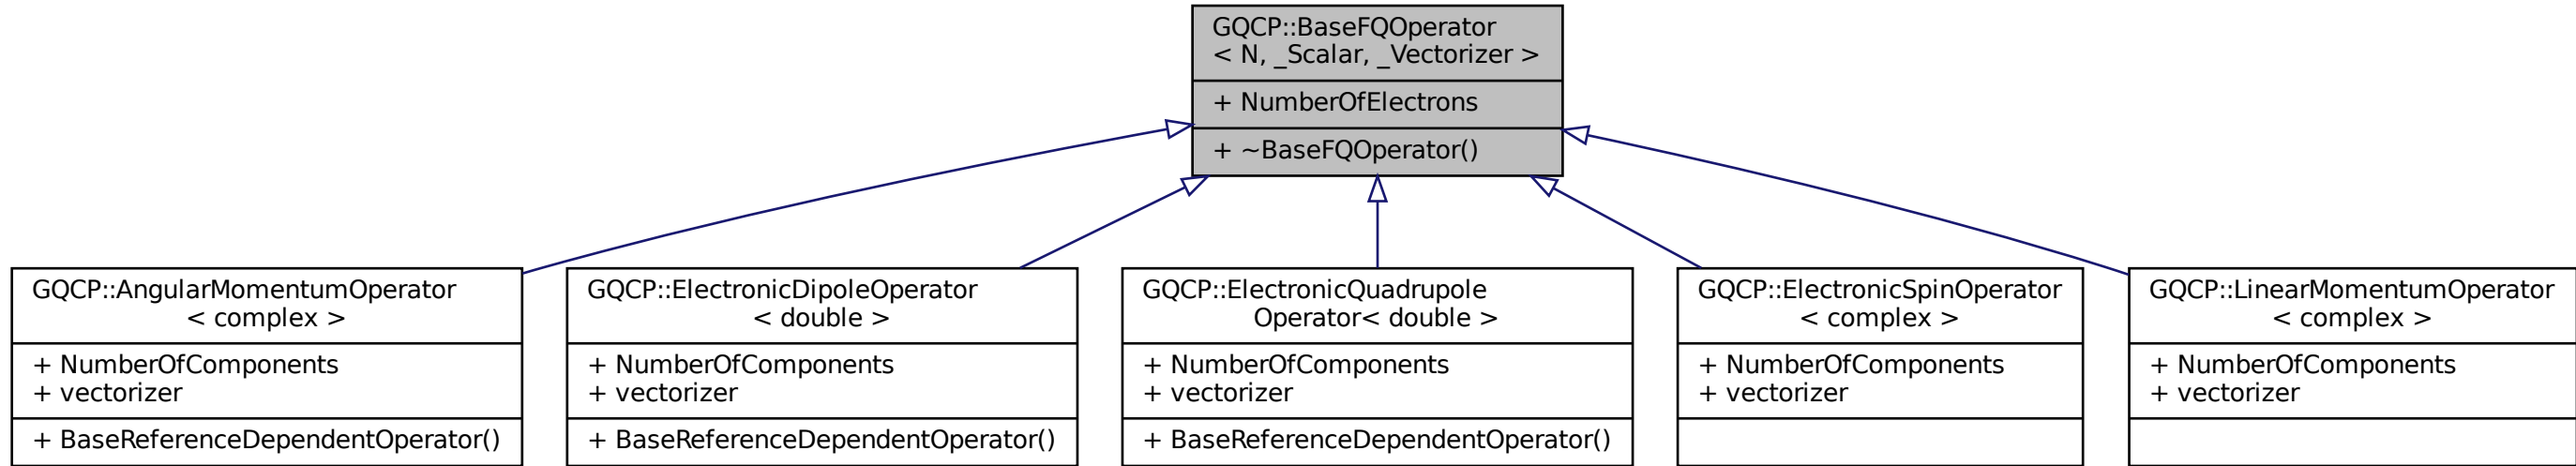 GQCP::BaseFQOperator
< N, _Scalar, _Vectorizer >
+ NumberOfElectrons
+ ~BaseFQOperator()
GQCP::AngularMomentumOperator
< complex >
+ NumberOfComponents
+ vectorizer
+ BaseReferenceDependentOperator()
GQCP::ElectronicDipoleOperator
< double >
+ NumberOfComponents
+ vectorizer
+ BaseReferenceDependentOperator()
GQCP::ElectronicQuadrupole
Operator< double >
+ NumberOfComponents
+ vectorizer
+ BaseReferenceDependentOperator()
GQCP::ElectronicSpinOperator
< complex >
+ NumberOfComponents
+ vectorizer
GQCP::LinearMomentumOperator
< complex >
+ NumberOfComponents
+ vectorizer